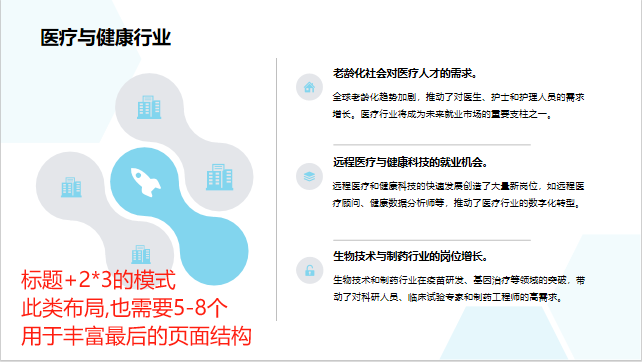 医疗与健康行业
老龄化社会对医疗人才的需求。
全球老龄化趋势加剧，推动了对医生、护士和护理人员的需求
增长。医疗行业将成为未来就业市场的重要支柱之一。
远程医疗与健康科技的就业机会。
远程医疗和健康科技的快速发展创造了大量新岗位，如远程医
疗顾问、健康数据分析师等，推动了医疗行业的数字化转型。
生物技术与制药行业的岗位增长。
生物技术和制药行业在疫苗研发、基因治疗等领域的突破，带
动了对科研人员、临床试验专家和制药工程师的高需求。
标题+2*3的模式
此类布局,也需要5-8个
用于丰富最后的页面结构